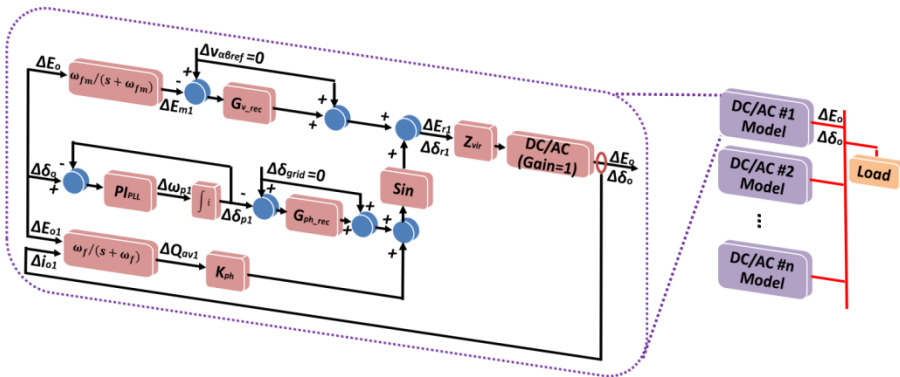 Δvαβref=0
ΔEo
ωfm/(s + ωfm)
ΔEm1
Gv_rec
ΔEr1
Δδr1
Zvir
DC/AC
(Gain=1)
ΔEo
Δδo
Δδo
PIPLL
Δωp1
∫ i
Δδp1
Δδgrid=0
Gph_rec
Sin
ΔEo1
Δio1
ωf/(s + ωf)
ΔQav1
Kph
DC/AC #1
Model
ΔEo
Δδo
Load
DC/AC #2
Model
...
DC/AC #n
Model
- + + + + + - - + + + + + +